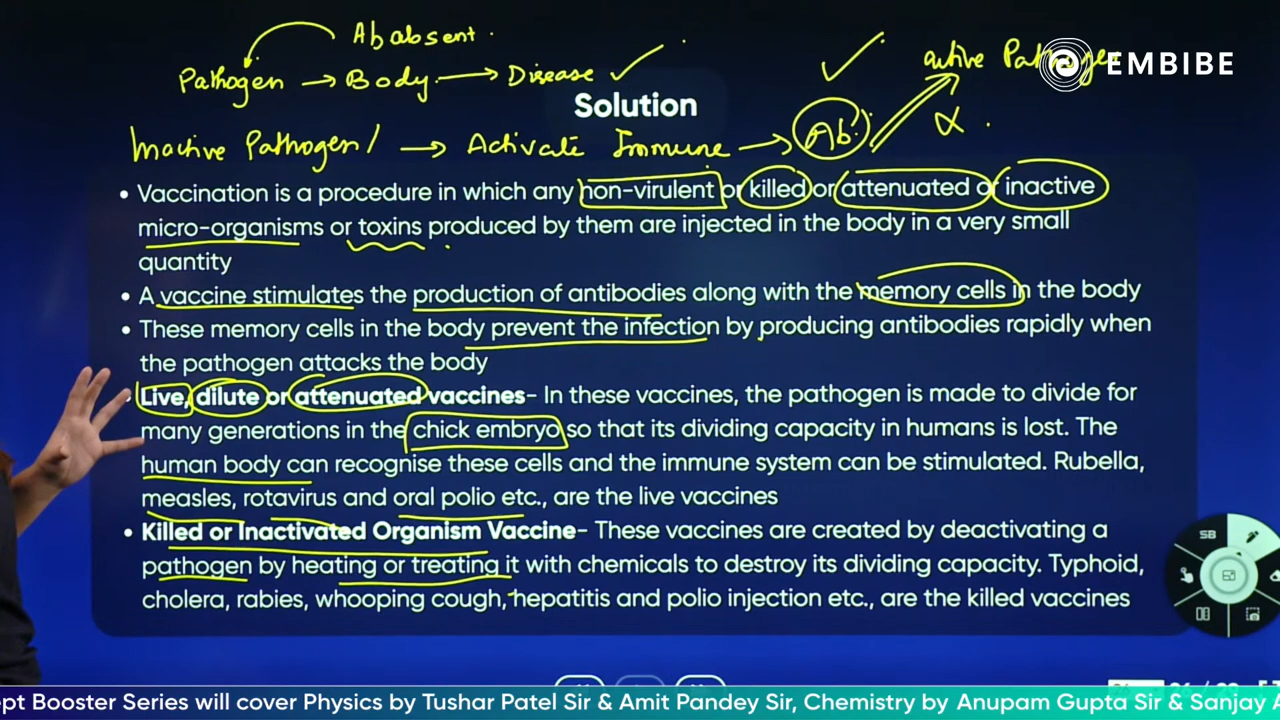 Ab absent.
Pathogen → Body → Disease ✓
active Pathogen
EMBIBE
Solution
Inactive Pathogen/ → Activate Immune → Ab.
• Vaccination is a procedure in which any non-virulent or killed or attenuated or inactive
micro-organisms or toxins produced by them are injected in the body in a very small
quantity
• A vaccine stimulates the production of antibodies along with the memory cells in the body
• These memory cells in the body prevent the infection by producing antibodies rapidly when
the pathogen attacks the body
• Live, dilute or attenuated vaccines- In these vaccines, the pathogen is made to divide for
many generations in the chick embryo so that its dividing capacity in humans is lost. The
human body can recognise these cells and the immune system can be stimulated. Rubella,
measles, rotavirus and oral polio etc., are the live vaccines
• Killed or Inactivated Organism Vaccine- These vaccines are created by deactivating a
pathogen by heating or treating it with chemicals to destroy its dividing capacity. Typhoid,
cholera, rabies, whooping cough, hepatitis and polio injection etc., are the killed vaccines
SB
ept Booster Series will cover Physics by Tushar Patel Sir & Amit Pandey Sir, Chemistry by Anupam Gupta Sir & Sanjay A